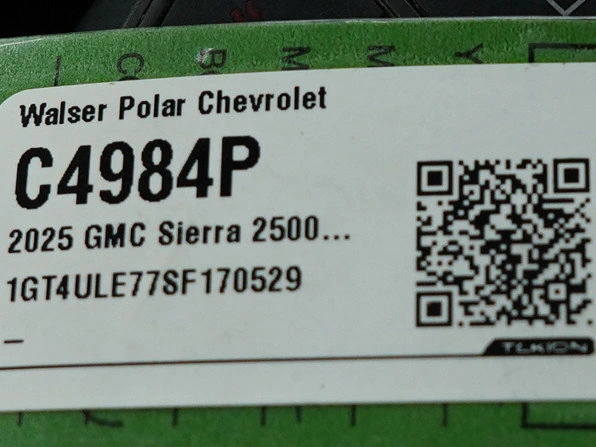 Walser Polar Chevrolet
C4984P
2025 GMC Sierra 2500...
1GT4ULE77SF170529
–
TEKION